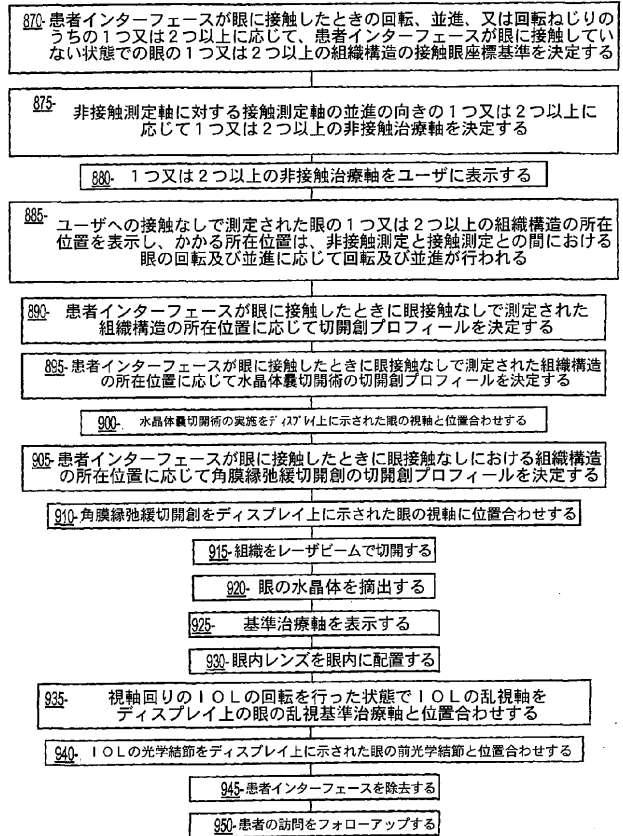 870- 患者インターフェースが眼に接触したときの回転、並進、又は回転ねじりの
うちの1つ又は2つ以上に応じて、患者インターフェースが眼に接触してい
ない状態での眼の1つ又は2つ以上の組織構造の接触眼座標基準を決定する
875- 非接触測定軸に対する接触測定軸の並進の向きの1つ又は2つ以上に
応じて1つ又は2つ以上の非接触治療軸を決定する
880- 1つ又は2つ以上の非接触治療軸をユーザに表示する
885- ユーザへの接触なしで測定された眼の1つ又は2つ以上の組織構造の所在
位置を表示し、かかる所在位置は、非接触測定と接触測定との間における
眼の回転及び並進に応じて回転及び並進が行われる
890- 患者インターフェースが眼に接触したときに眼接触なしで測定された
組織構造の所在位置に応じて切開創プロフィールを決定する
895- 患者インターフェースが眼に接触したときに眼接触なしで測定された組織構造
の所在位置に応じて水晶体嚢切開術の切開創プロフィールを決定する
900- 水晶体嚢切開術の実施をディスプレイ上に示された眼の視軸と位置合わせする
905- 患者インターフェースが眼に接触したときに眼接触なしにおける組織構造
の所在位置に応じて角膜縁弛緩切開創の切開創プロフィールを決定する
910- 角膜縁弛緩切開創をディスプレイ上に示された眼の視軸に位置合わせする
915- 組織をレーザビームで切開する
920- 眼の水晶体を摘出する
925- 基準治療軸を表示する
930- 眼内レンズを眼内に配置する
935- 視軸回りのIOLの回転を行った状態でIOLの乱視軸を
ディスプレイ上の眼の乱視基準治療軸と位置合わせする
940- IOLの光学結節をディスプレイ上に示された眼の前光学結節と位置合わせする
945- 患者インターフェースを除去する
950- 患者の訪問をフォローアップする